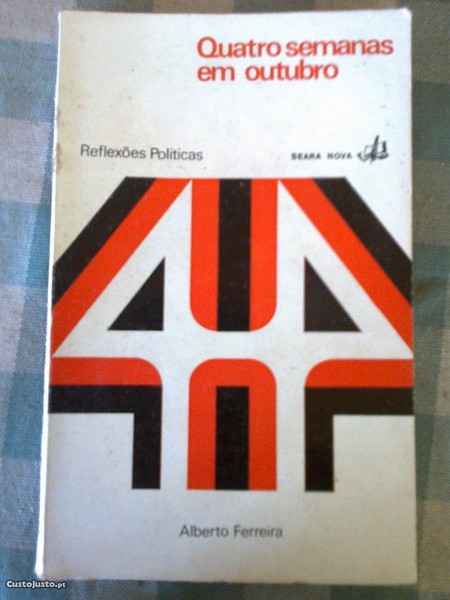 Quatro semanas
em outubro
Reflexões Políticas
SEARA NOVA
Alberto Ferreira
CustoJusto.pt